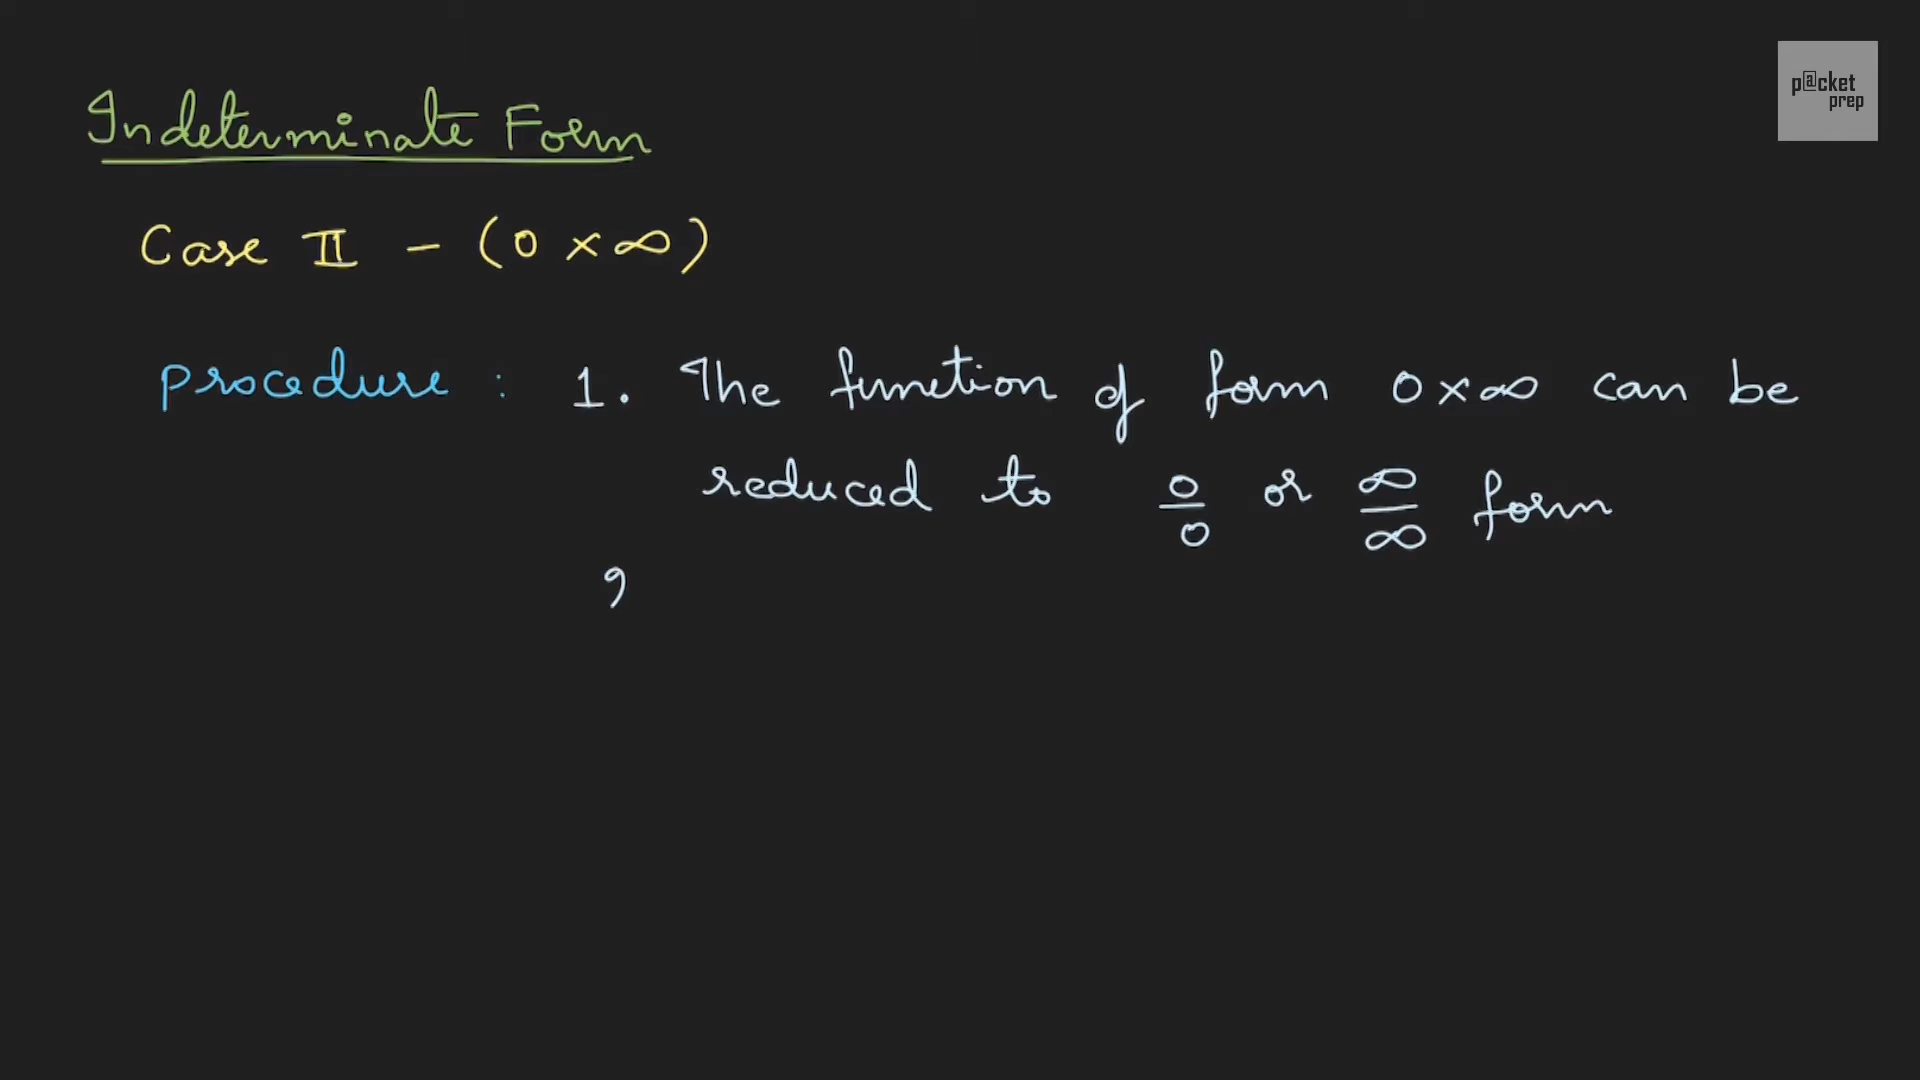 p@cket
prep
Indeterminate Form
Case II - (0 × ∞)
procedure : 1. The function of form 0×∞ can be
reduced to 0/0 or ∞/∞ form